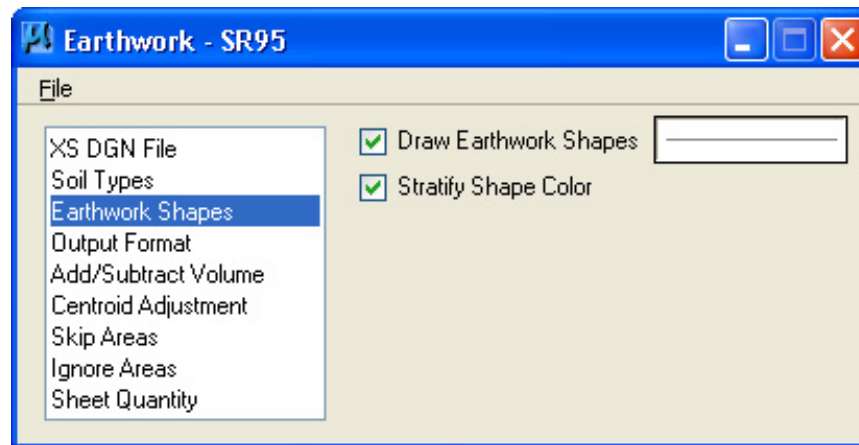 Earthwork - SR95
File
XS DGN File
Soil Types
Earthwork Shapes
Output Format
Add/Subtract Volume
Centroid Adjustment
Skip Areas
Ignore Areas
Sheet Quantity
Draw Earthwork Shapes
Stratify Shape Color